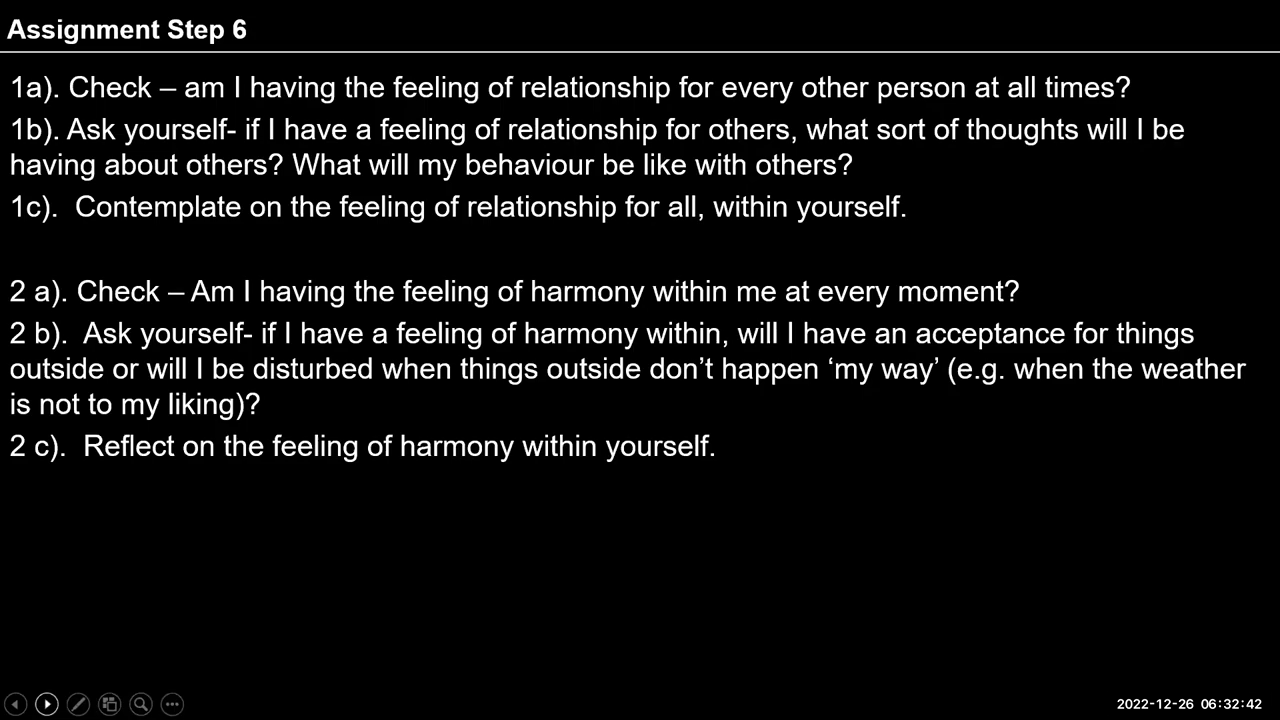 Assignment Step 6
1a). Check – am I having the feeling of relationship for every other person at all times?
1b). Ask yourself- if I have a feeling of relationship for others, what sort of thoughts will I be
having about others? What will my behaviour be like with others?
1c).  Contemplate on the feeling of relationship for all, within yourself.
2 a). Check – Am I having the feeling of harmony within me at every moment?
2 b).  Ask yourself- if I have a feeling of harmony within, will I have an acceptance for things
outside or will I be disturbed when things outside don’t happen ‘my way’ (e.g. when the weather
is not to my liking)?
2 c).  Reflect on the feeling of harmony within yourself.
2022-12-26 06:32:42